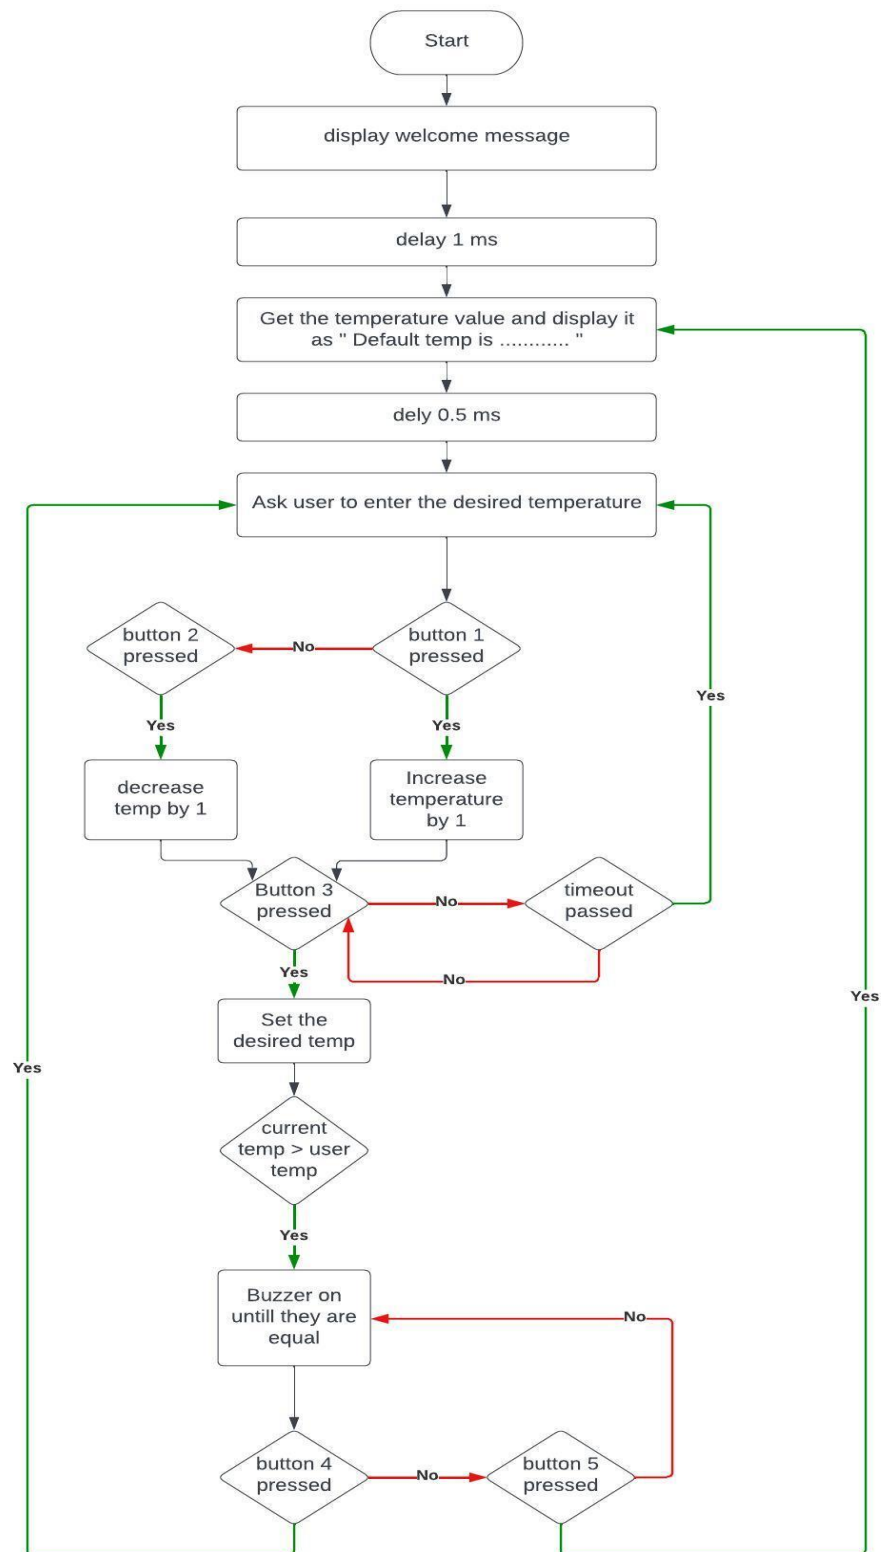 Start
display welcome message
delay 1 ms
Get the temperature value and display it
as " Default temp is ............ "
dely 0.5 ms
Ask user to enter the desired temperature
button 2
pressed
No
button 1
pressed
Yes
Yes
Yes
decrease
temp by 1
Increase
temperature
by 1
Button 3
pressed
No
timeout
passed
Yes
No
Yes
Set the
desired temp
Yes
current
temp > user
temp
Yes
Buzzer on
untill they are
equal
No
button 4
pressed
No
button 5
pressed